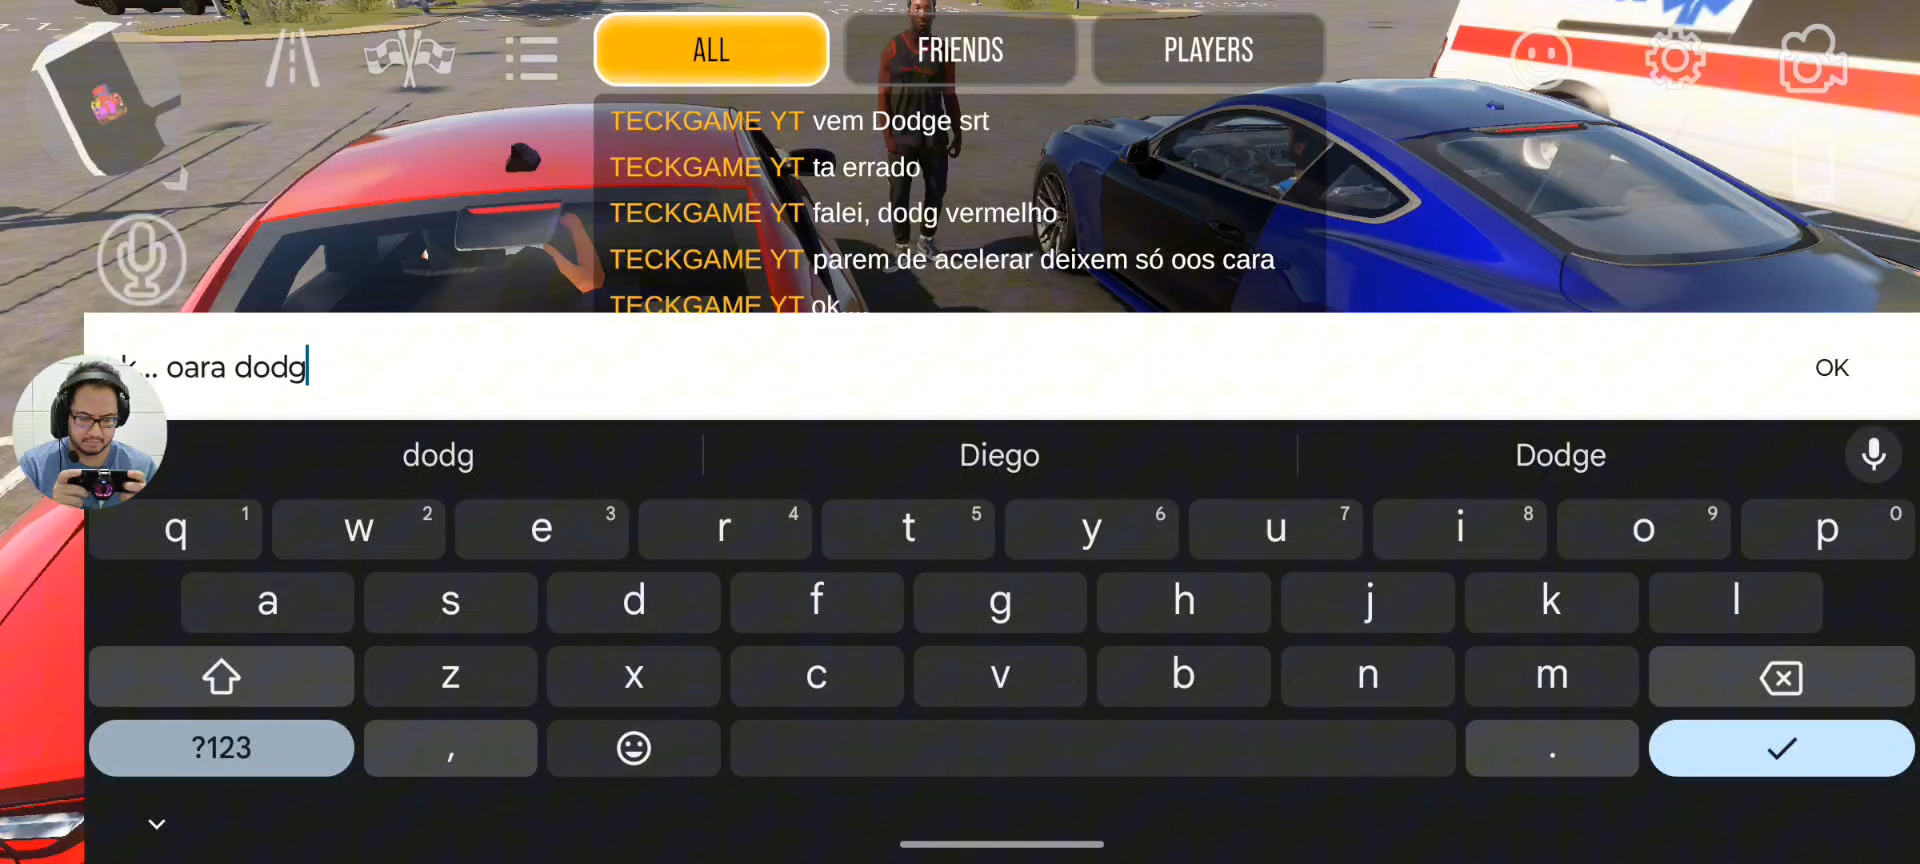 ALL FRIENDS PLAYERS
TECKGAME YT vem Dodge srt
TECKGAME YT ta errado
TECKGAME YT falei, dodg vermelho
TECKGAME YT parem de acelerar deixem só oos cara
TECKGAME YT ok...
k... oara dodg OK
dodg Diego Dodge
q 1 w 2 e 3 r 4 t 5 y 6 u 7 i 8 o 9 p 0
a s d f g h j k l
z x c v b n m
?123 , .